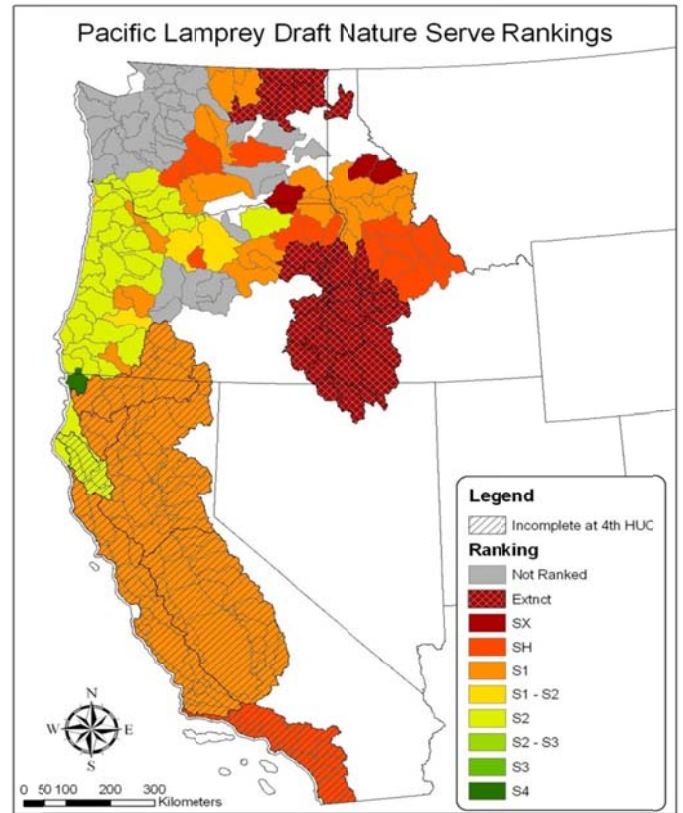 Pacific Lamprey Draft Nature Serve Rankings
Legend
Incomplete at 4th HUC
Ranking
Not Ranked
Extnct
SX
SH
S1
S1 - S2
S2
S2 - S3
S3
S4
N
W E
S
0 50 100 200 300
Kilometers